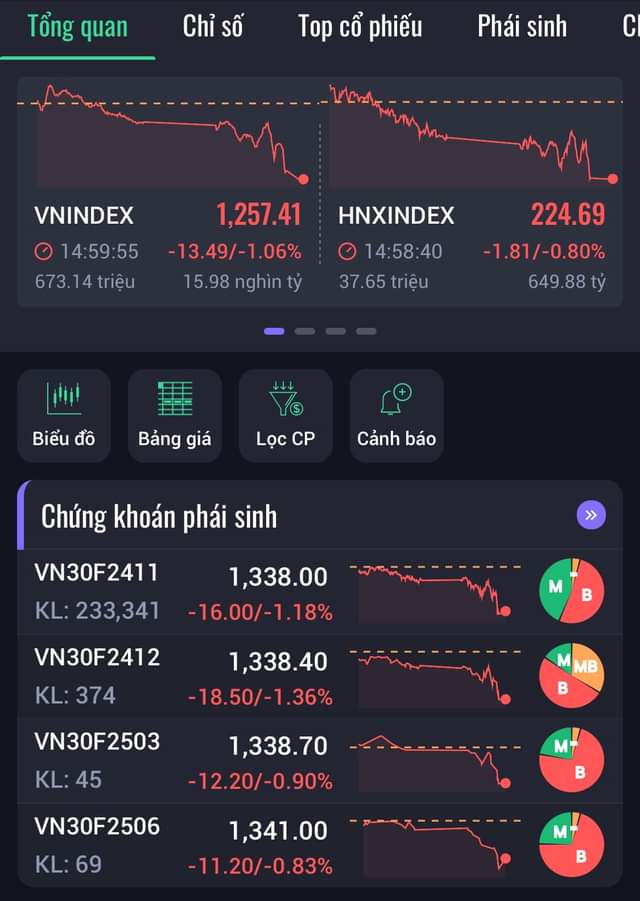 Tổng quan Chỉ số Top cổ phiếu Phái sinh
VNINDEX 1,257.41
14:59:55 -13.49/-1.06%
673.14 triệu 15.98 nghìn tỷ
HNXINDEX 224.69
14:58:40 -1.81/-0.80%
37.65 triệu 649.88 tỷ
Biểu đồ Bảng giá Lọc CP Cảnh báo
Chứng khoán phái sinh
VN30F2411 1,338.00
KL: 233,341 -16.00/-1.18%
M B
VN30F2412 1,338.40
KL: 374 -18.50/-1.36%
M MB
B
VN30F2503 1,338.70
KL: 45 -12.20/-0.90%
M
B
VN30F2506 1,341.00
KL: 69 -11.20/-0.83%
M
B